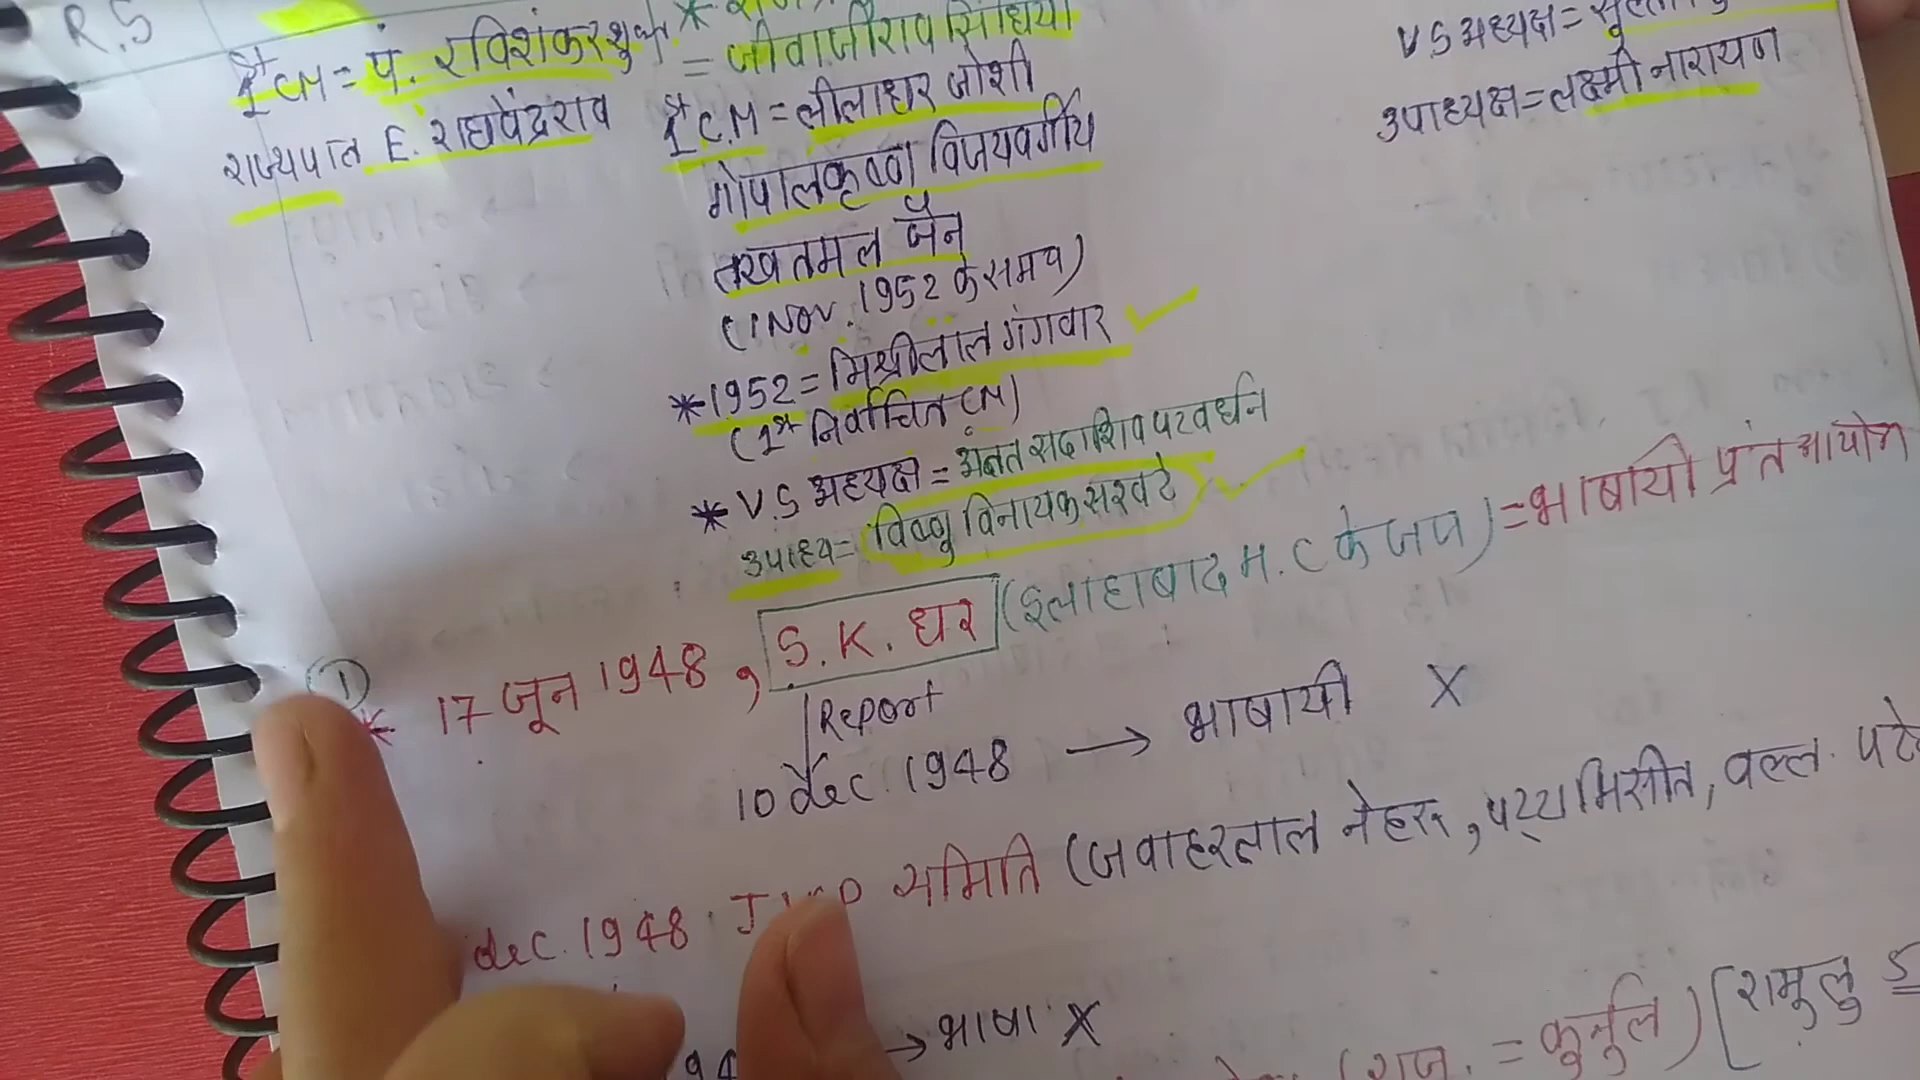 R.S
1st CM = पं. रविशंकर शुक्ल
राज्यपाल E. राघवेंद्रराव
= जीवाजीराव सिंधिया
1st C.M = लीलाधर जोशी
गोपालकृष्ण विजयवर्गीय
तखतमल जैन
(1 Nov. 1952 के समय)
* 1952 = मिश्रीलाल गंगवार
(1st निर्वाचित CM)
* V.S अध्यक्ष = अंनत सदाशिव पटवर्धन
उपाध्य = विष्णु विनायक सरवटे
V S अध्यक्ष =
उपाध्यक्ष = लक्ष्मी नारायण
① * 17 जून 1948, S. K. धर (इलाहाबाद म. C के जज) = भाषायी प्रांत आयोग
Report
10 dec. 1948 → भाषायी X
dec. 1948 समिति (जवाहरलाल नेहरू, पट्टाभिसीत, वल्ल. पटे
→ भाषा X
(राज. = कुर्नुल) [रामुलु